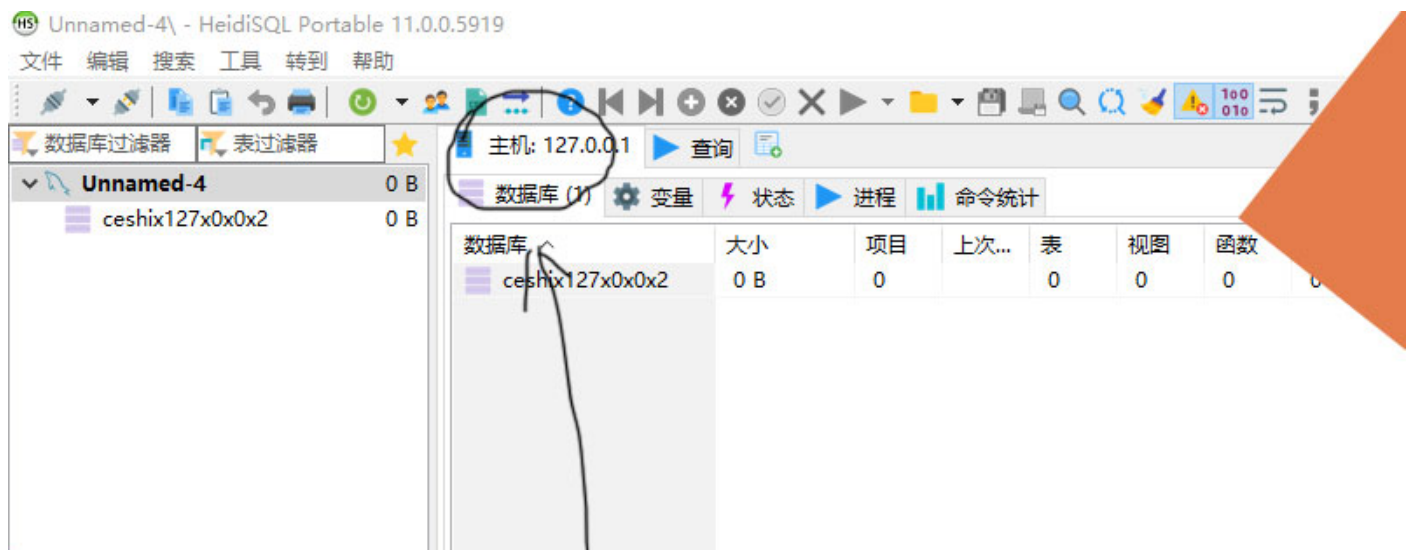 Unnamed-4\ - HeidiSQL Portable 11.0.0.5919
文件 编辑 搜索 工具 转到 帮助
数据库过滤器 表过滤器 主机: 127.0.0.1 查询
Unnamed-4 0 B 数据库 (1) 变量 状态 进程 命令统计
ceshix127x0x0x2 0 B
数据库 大小 项目 上次... 表 视图 函数
ceshix127x0x0x2 0 B 0 0 0 0